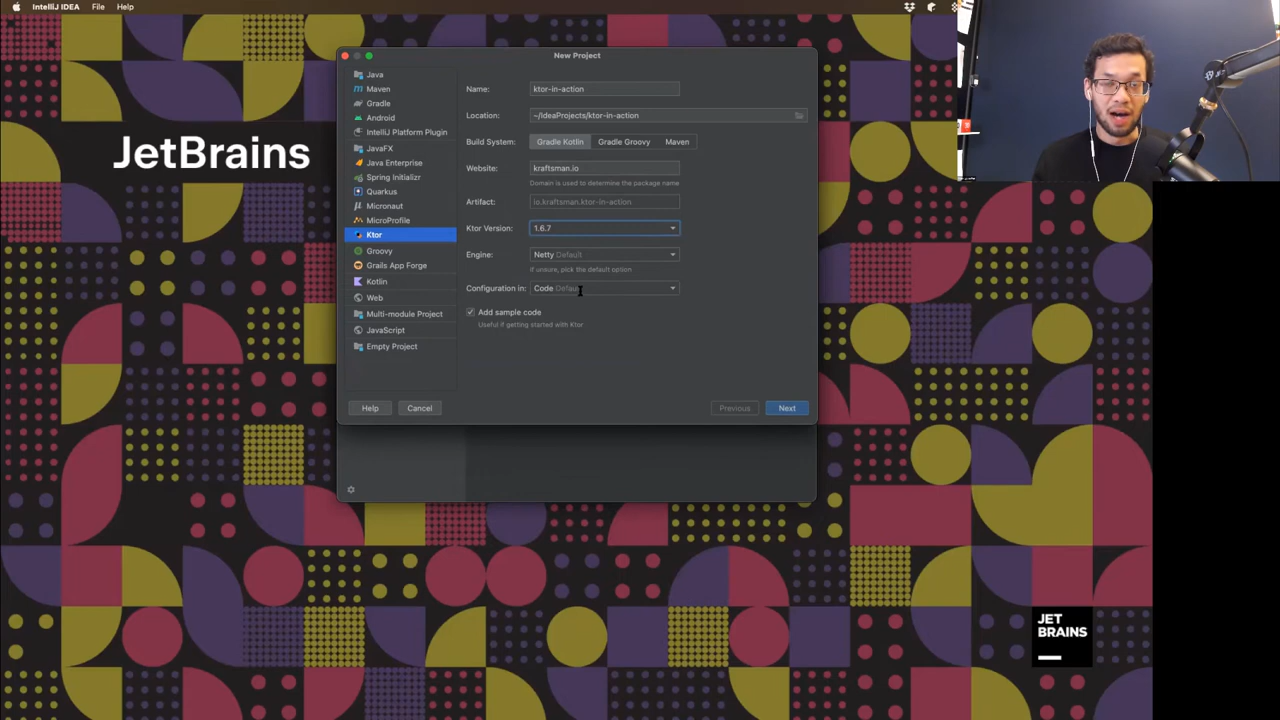 IntelliJ IDEA File Help
New Project
JetBrains
Java
Maven
Gradle
Android
IntelliJ Platform Plugin
JavaFX
Java Enterprise
Spring Initializr
Quarkus
Micronaut
MicroProfile
Ktor
Groovy
Grails App Forge
Kotlin
Web
Multi-module Project
JavaScript
Empty Project
Name: ktor-in-action
Location: ~/IdeaProjects/ktor-in-action
Build System: Gradle Kotlin Gradle Groovy Maven
Website: kraftsman.io
Domain is used to determine the package name
Artifact: io.kraftsman.ktor-in-action
Ktor Version: 1.6.7
Engine: Netty Default
If unsure, pick the default option
Configuration in: Code Default
Add sample code
Useful if getting started with Ktor
Help Cancel Previous Next
JET
BRAINS